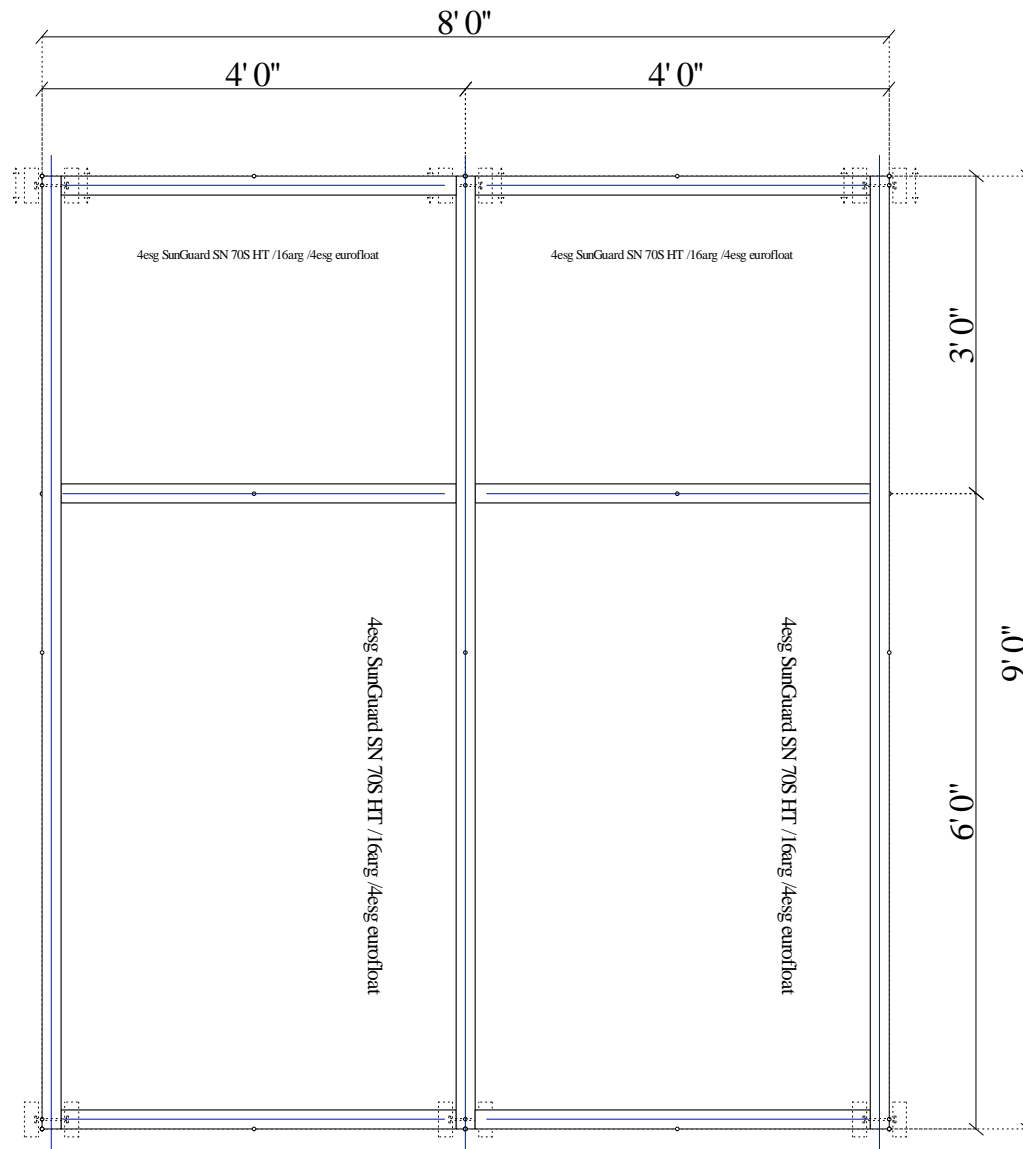 8' 0"
4' 0"
4' 0"
4esg SunGuard SN 70S HT /16arg /4esg eurofloat
4esg SunGuard SN 70S HT /16arg /4esg eurofloat
3' 0"
4esg SunGuard SN 70S HT /16arg /4esg eurofloat
4esg SunGuard SN 70S HT /16arg /4esg eurofloat
9' 0"
6' 0"